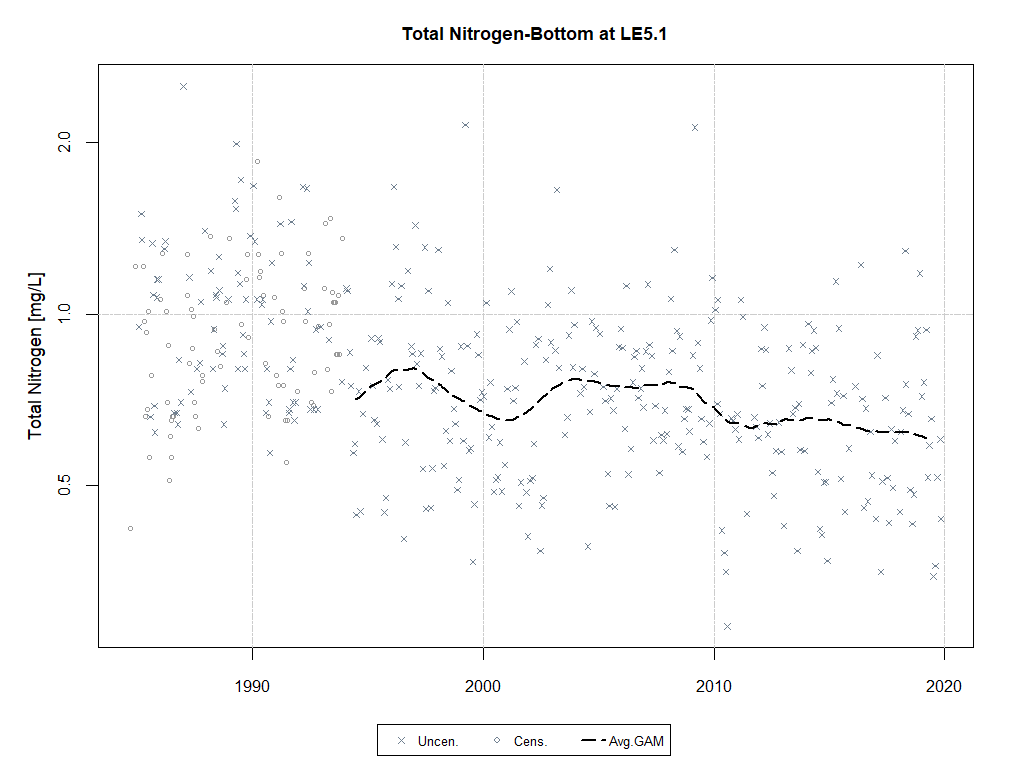 Total Nitrogen-Bottom at LE5.1
Total Nitrogen [mg/L]
2.0
1.0
0.5
1990 2000 2010 2020
Uncen. Cens. Avg.GAM